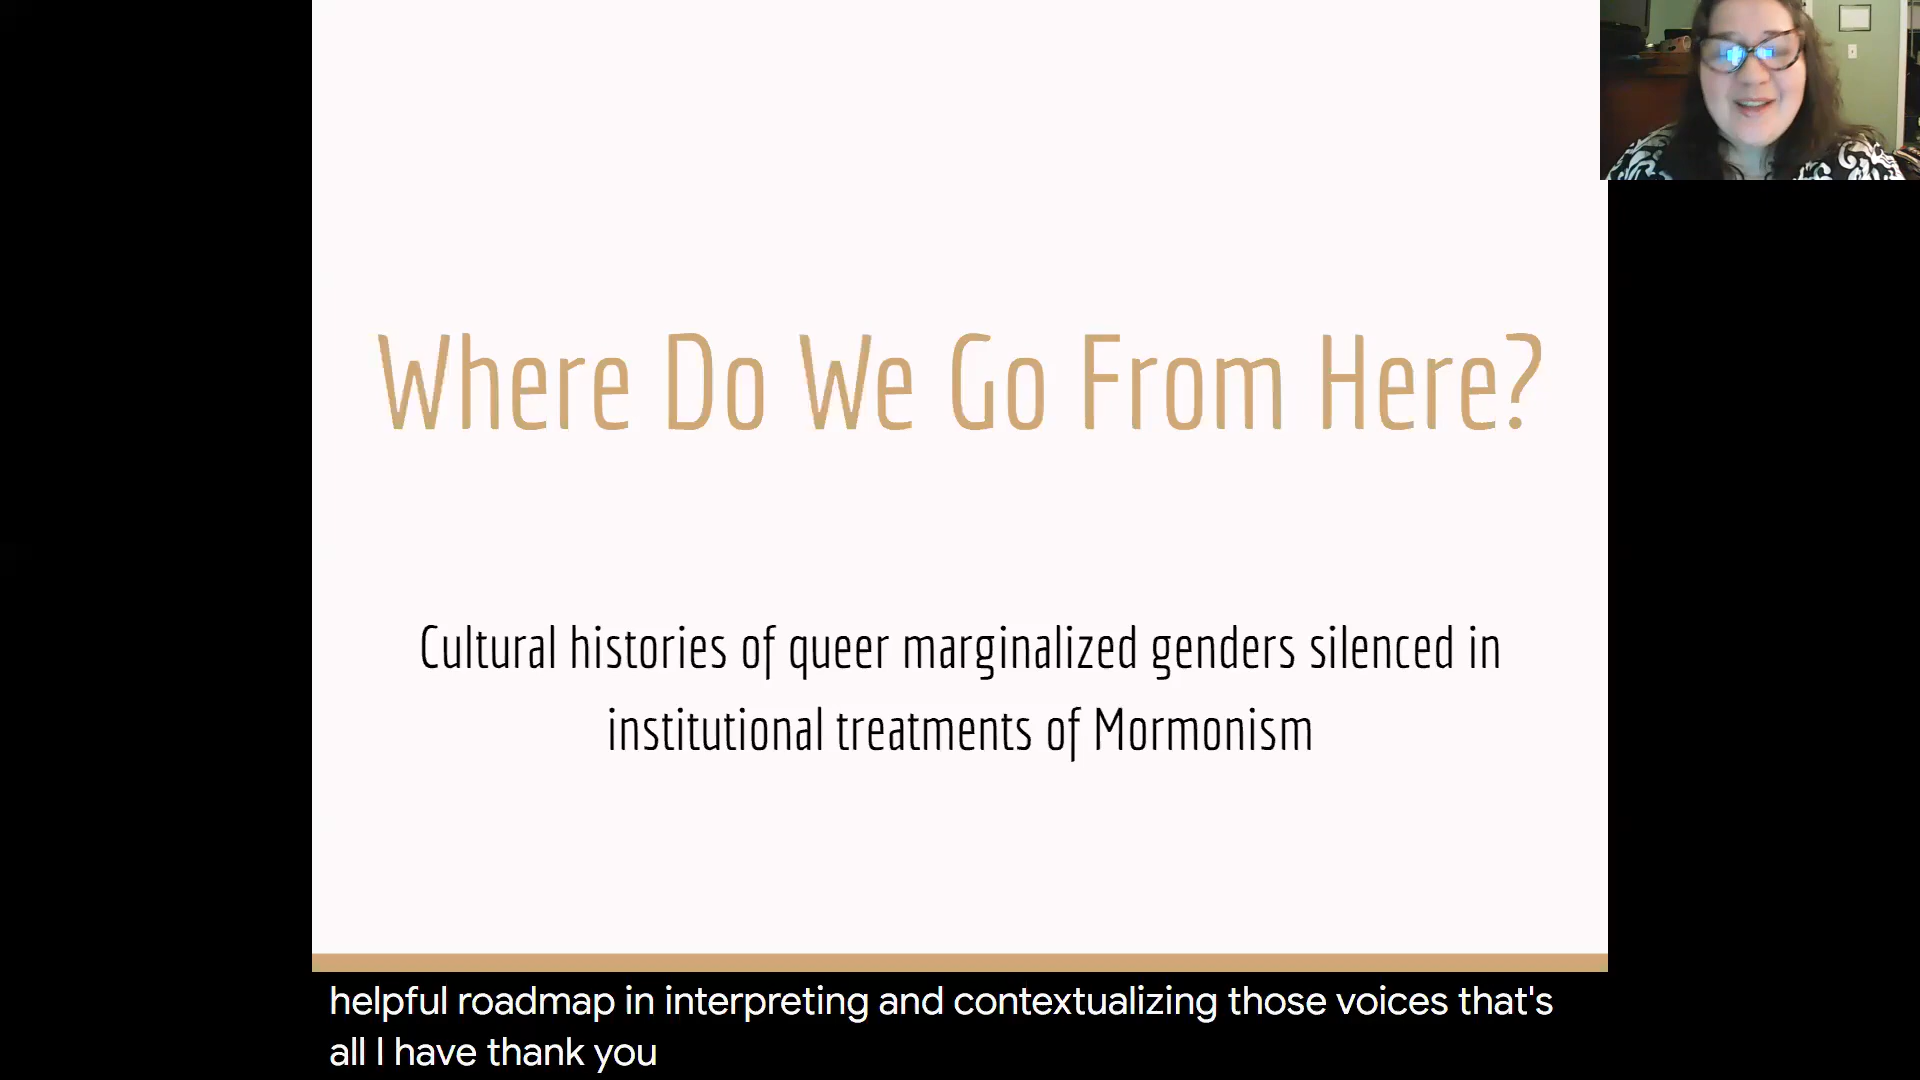 Where Do We Go From Here?
Cultural histories of queer marginalized genders silenced in
institutional treatments of Mormonism
helpful roadmap in interpreting and contextualizing those voices that's
all I have thank you